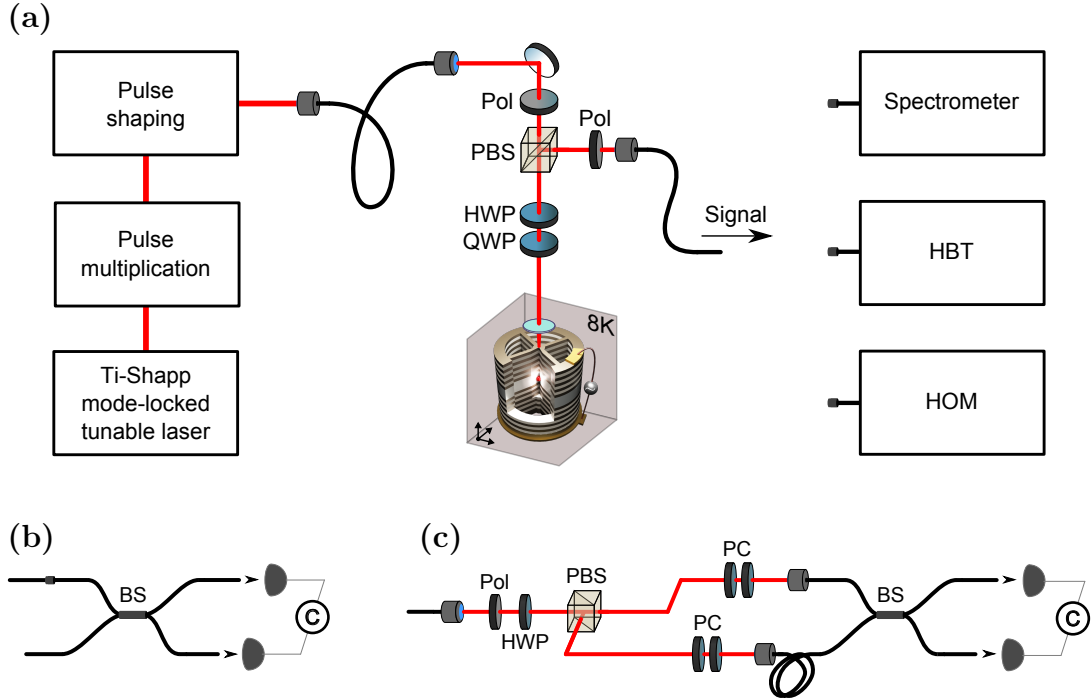 (a)
Pulse
shaping
Pol
Pol
PBS
Spectrometer
Pulse
multiplication
HWP
QWP
Signal
HBT
8K
Ti-Shapp
mode-locked
tunable laser
HOM
(b)
BS
C
(c)
Pol
HWP
PBS
PC
PC
BS
C